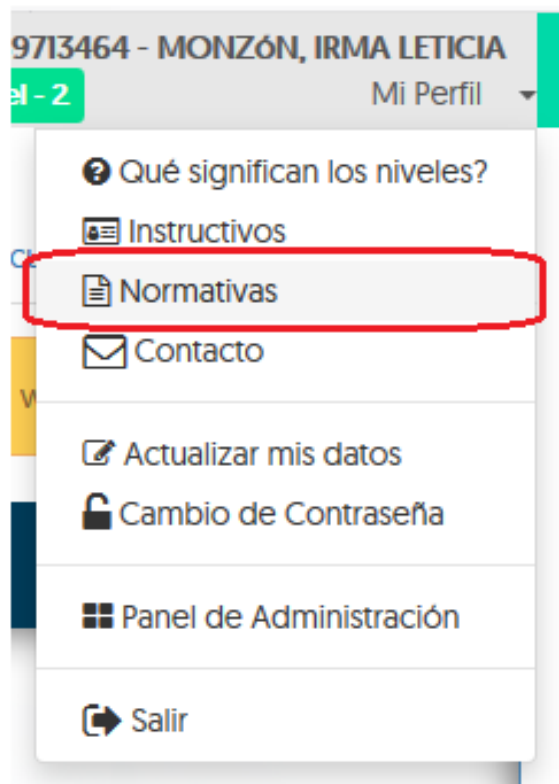 9713464 - MONZóN, IRMA LETICIA
el - 2
Mi Perfil
Qué significan los niveles?
Instructivos
Normativas
Contacto
Actualizar mis datos
Cambio de Contraseña
Panel de Administración
Salir